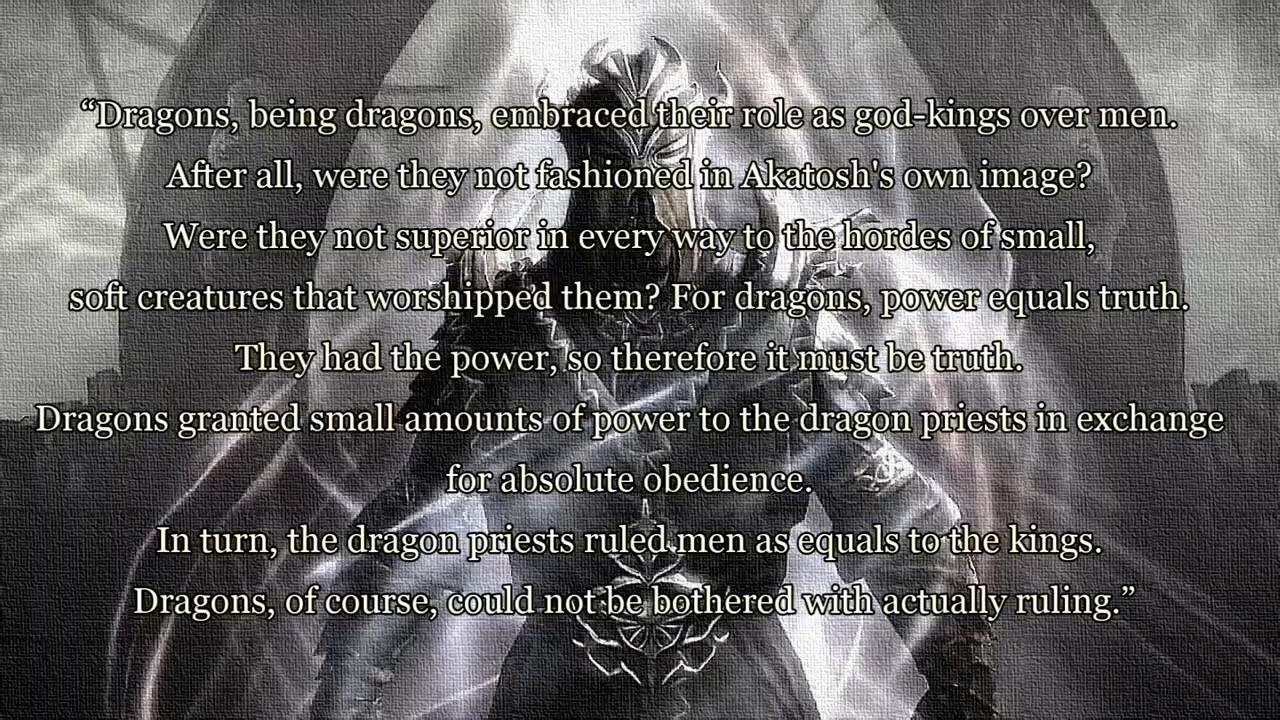 “Dragons, being dragons, embraced their role as god-kings over men.
After all, were they not fashioned in Akatosh's own image?
Were they not superior in every way to the hordes of small,
soft creatures that worshipped them? For dragons, power equals truth.
They had the power, so therefore it must be truth.
Dragons granted small amounts of power to the dragon priests in exchange
for absolute obedience.
In turn, the dragon priests ruled men as equals to the kings.
Dragons, of course, could not be bothered with actually ruling.”